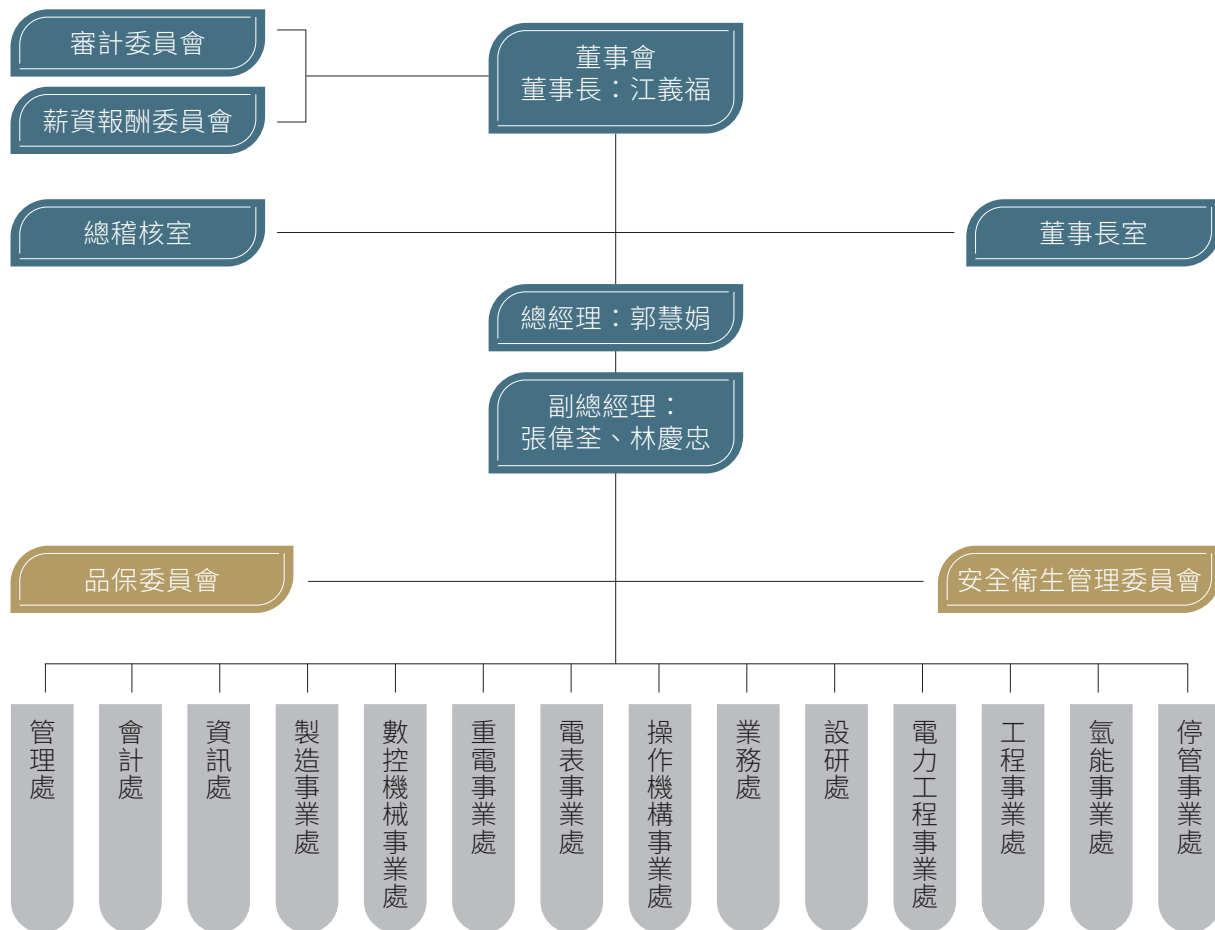 審計委員會
薪資報酬委員會
董事會
董事長：江義福
總稽核室
董事長室
總經理：郭慧娟
副總經理：
張偉荃、林慶忠
品保委員會
安全衛生管理委員會
管理處
會計處
資訊處
製造事業處
數控機械事業處
重電事業處
電表事業處
操作機構事業處
業務處
設研處
電力工程事業處
工程事業處
氫能事業處
停管事業處